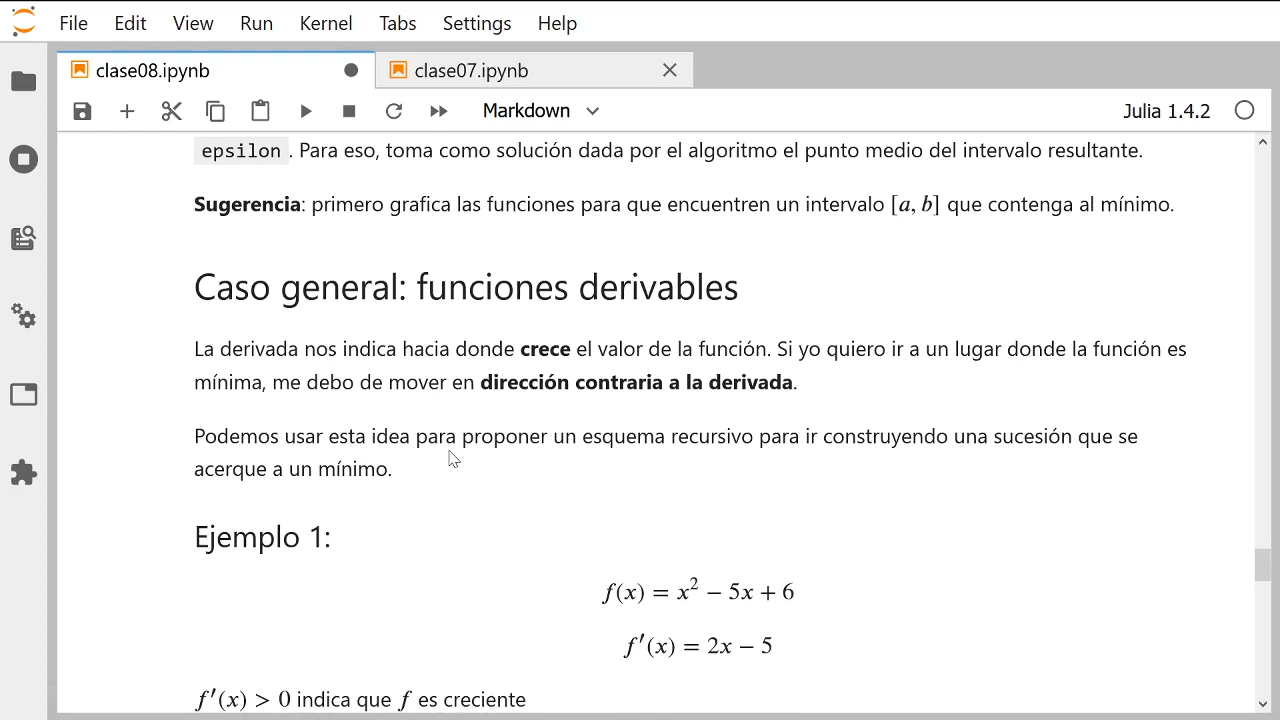 File Edit View Run Kernel Tabs Settings Help
clase08.ipynb clase07.ipynb
Markdown Julia 1.4.2
epsilon . Para eso, toma como solución dada por el algoritmo el punto medio del intervalo resultante.
Sugerencia: primero grafica las funciones para que encuentren un intervalo [a, b] que contenga al mínimo.
Caso general: funciones derivables
La derivada nos indica hacia donde crece el valor de la función. Si yo quiero ir a un lugar donde la función es
mínima, me debo de mover en dirección contraria a la derivada.
Podemos usar esta idea para proponer un esquema recursivo para ir construyendo una sucesión que se
acerque a un mínimo.
Ejemplo 1:
f(x) = x² − 5x + 6
f′(x) = 2x − 5
f′(x) > 0 indica que f es creciente